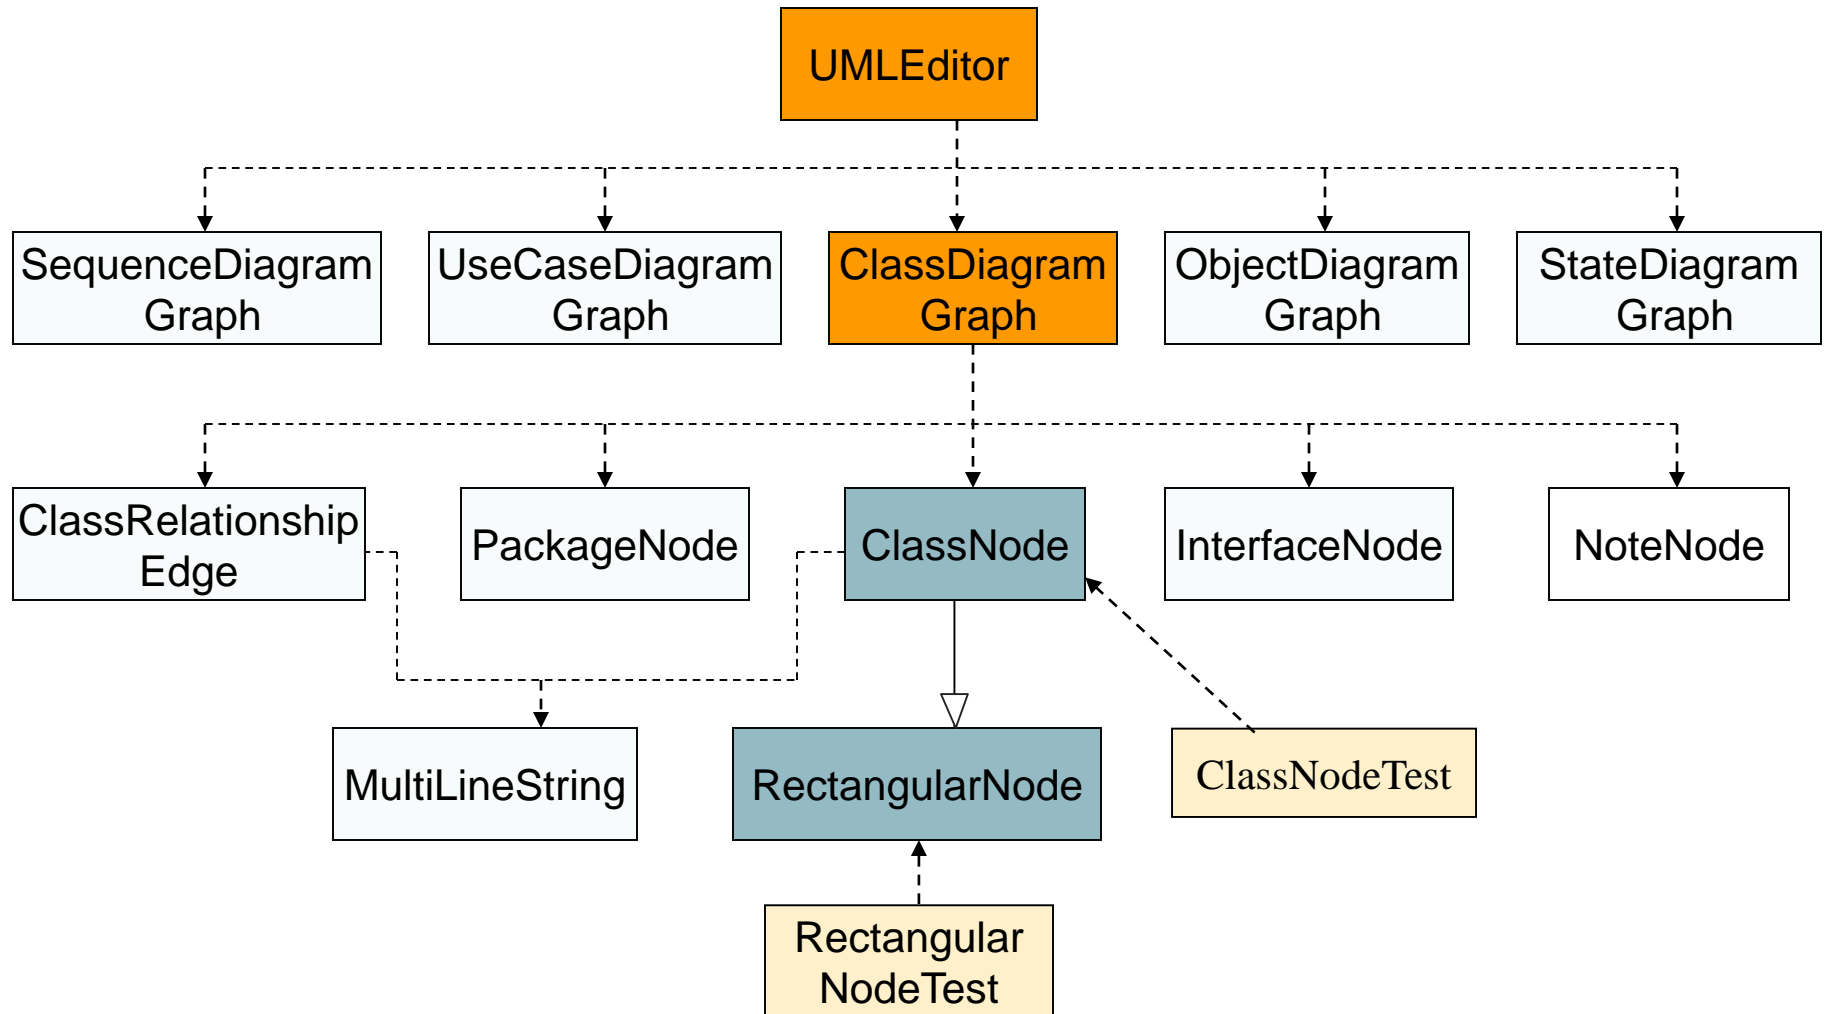 UMLEditor
SequenceDiagram
Graph
UseCaseDiagram
Graph
ClassDiagram
Graph
ObjectDiagram
Graph
StateDiagram
Graph
ClassRelationship
Edge
PackageNode
ClassNode
InterfaceNode
NoteNode
MultiLineString
RectangularNode
ClassNodeTest
Rectangular
NodeTest